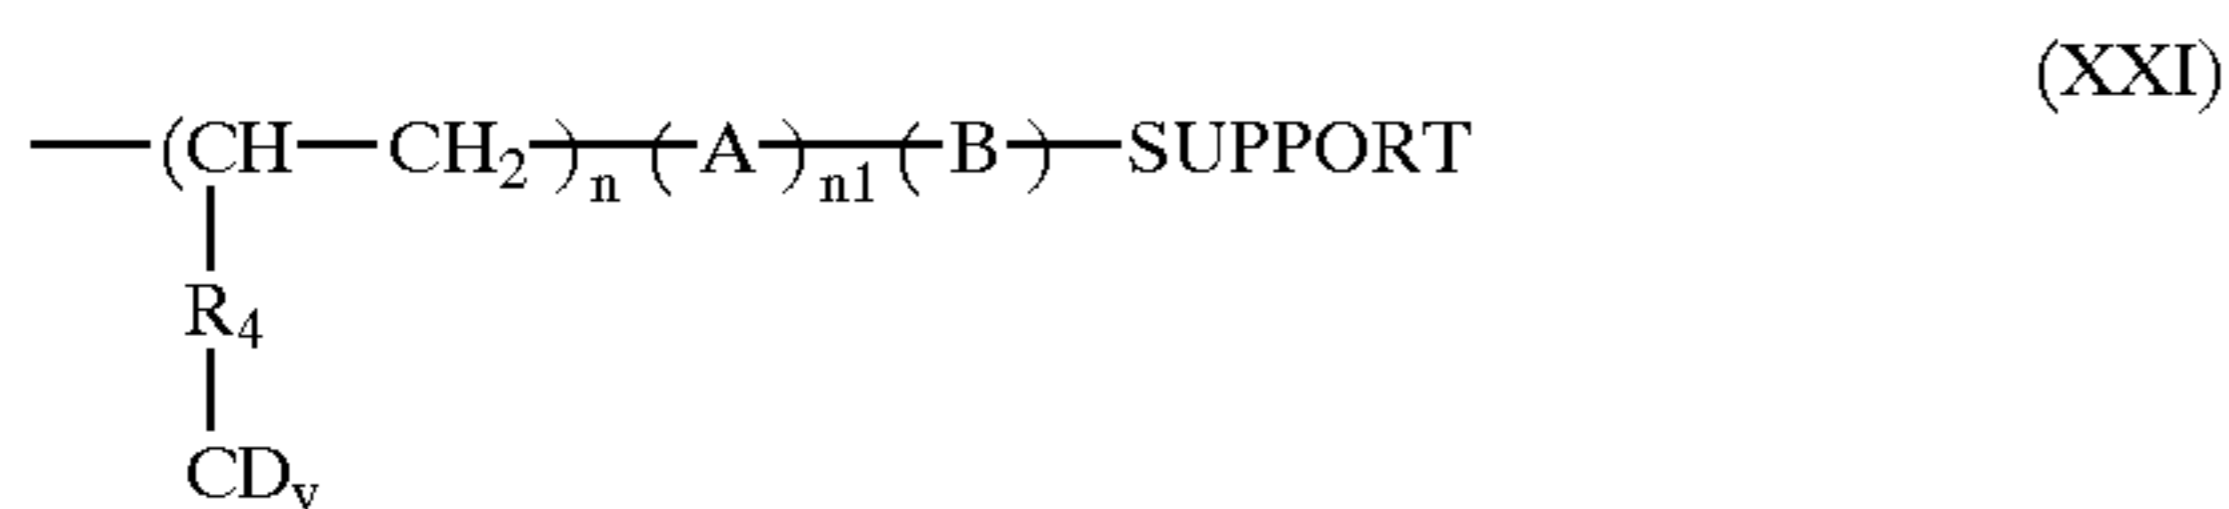 (XXI)
—(CH—CH₂—)n—(—A—)n1—(—B—)—SUPPORT
R₄
CDᵥ